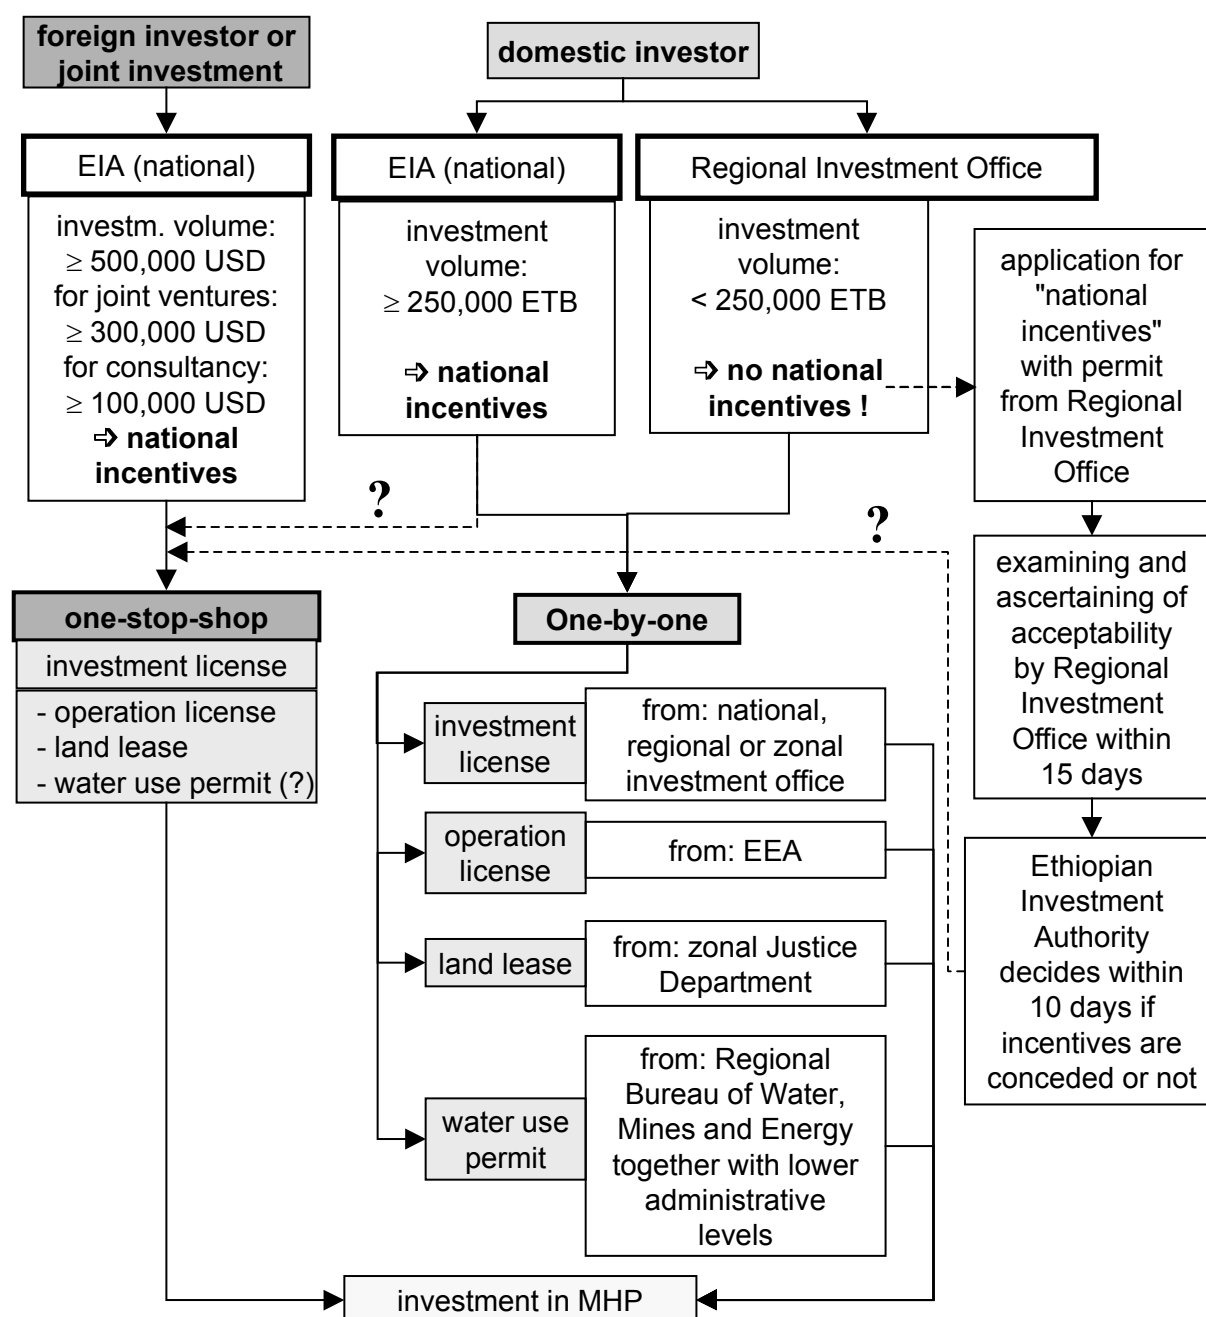 foreign investor or
joint investment
domestic investor
EIA (national)
EIA (national)
Regional Investment Office
investm. volume:
≥ 500,000 USD
for joint ventures:
≥ 300,000 USD
for consultancy:
≥ 100,000 USD
➩ national
incentives
investment
volume:
≥ 250,000 ETB
➩ national
incentives
investment
volume:
< 250,000 ETB
➩ no national
incentives !
application for
"national
incentives"
with permit
from Regional
Investment
Office
?
?
examining and
ascertaining of
acceptability
by Regional
Investment
Office within
15 days
Ethiopian
Investment
Authority
decides within
10 days if
incentives are
conceded or not
one-stop-shop
investment license
- operation license
- land lease
- water use permit (?)
One-by-one
investment
license
from: national,
regional or zonal
investment office
operation
license
from: EEA
land lease
from: zonal Justice
Department
water use
permit
from: Regional
Bureau of Water,
Mines and Energy
together with lower
administrative
levels
investment in MHP